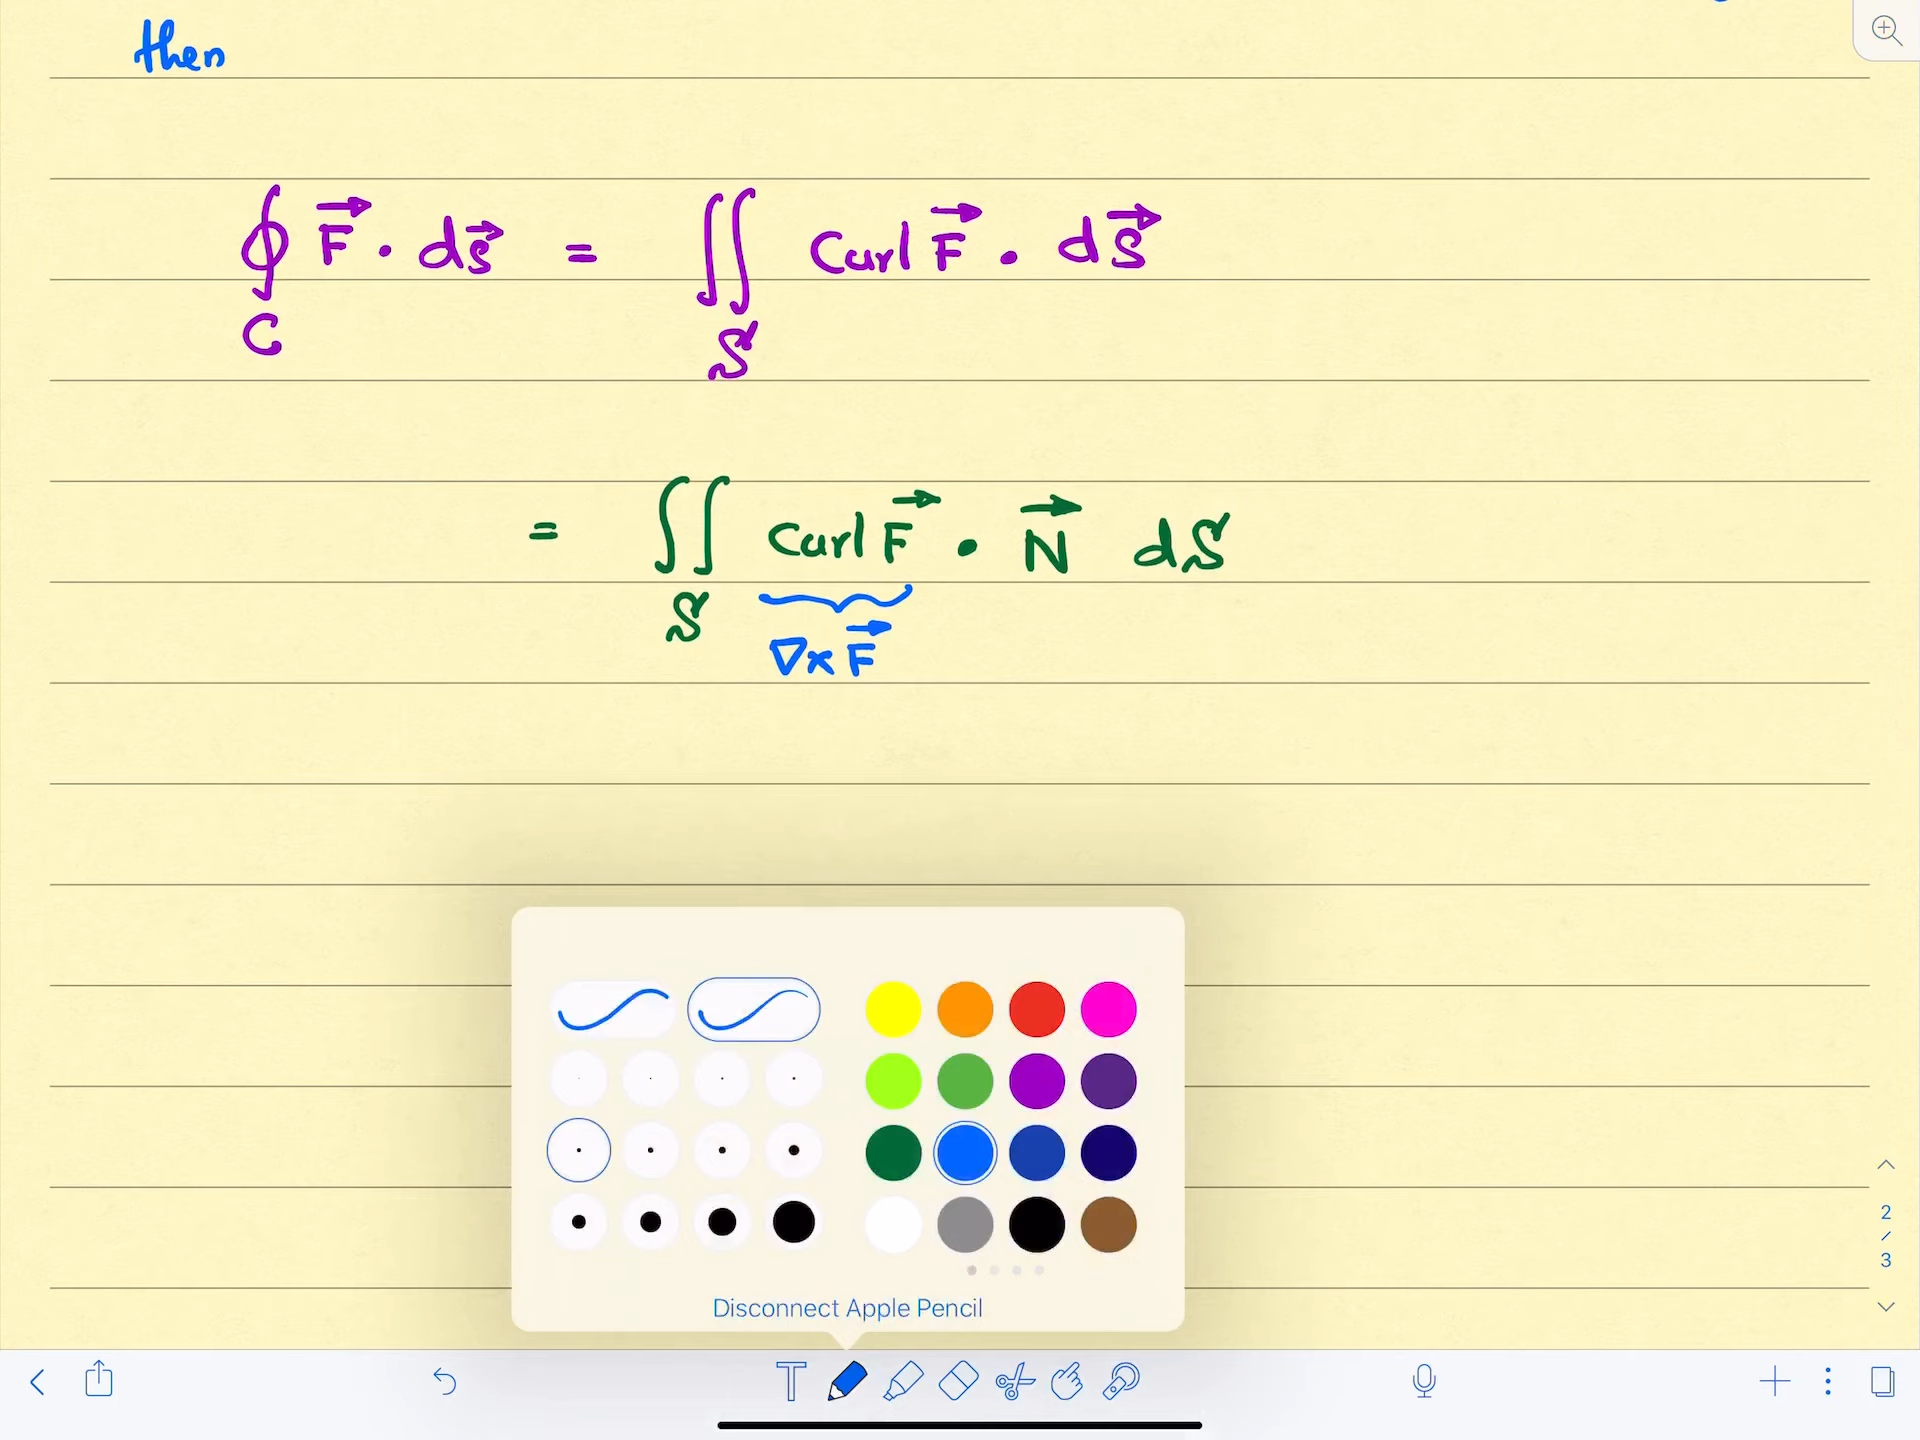 then
∮ F⃗ · ds⃗ = ∬ Curl F⃗ · dS⃗
C S
= ∬ Curl F⃗ · N⃗ dS
S ∇×F⃗
2
/
3
Disconnect Apple Pencil
T